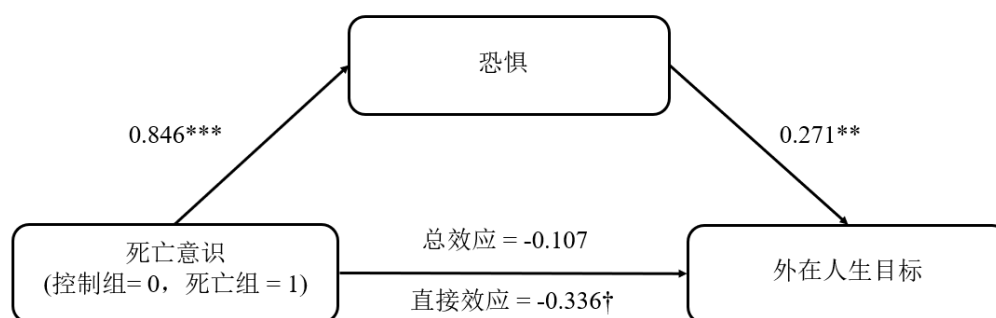 恐惧
0.846***
0.271**
死亡意识
(控制组= 0，死亡组 = 1)
总效应 = -0.107
直接效应 = -0.336†
外在人生目标